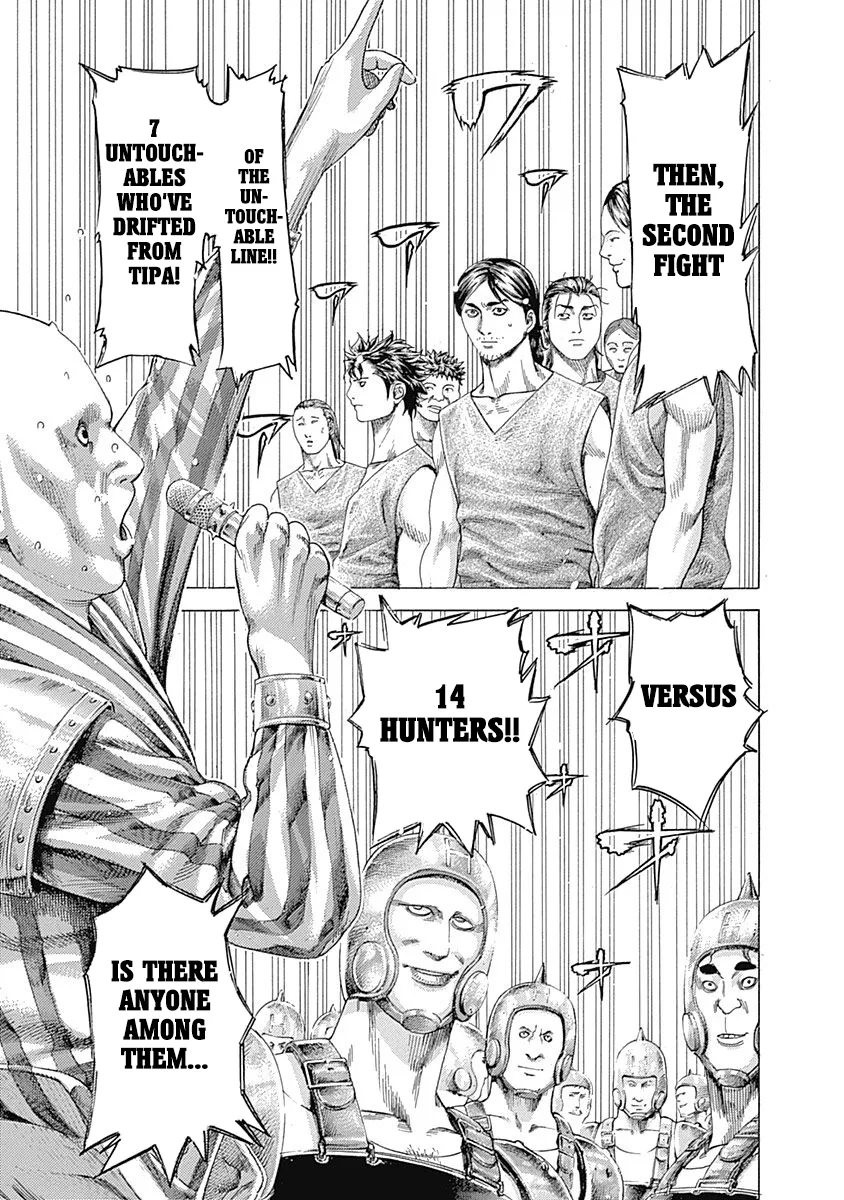 THEN,
THE
SECOND
FIGHT
OF
THE
UN-
TOUCH-
ABLE
LINE!!
7
UNTOUCH-
ABLES
WHO'VE
DRIFTED
FROM
TIPA!
VERSUS
14
HUNTERS!!
IS THERE
ANYONE
AMONG
THEM...